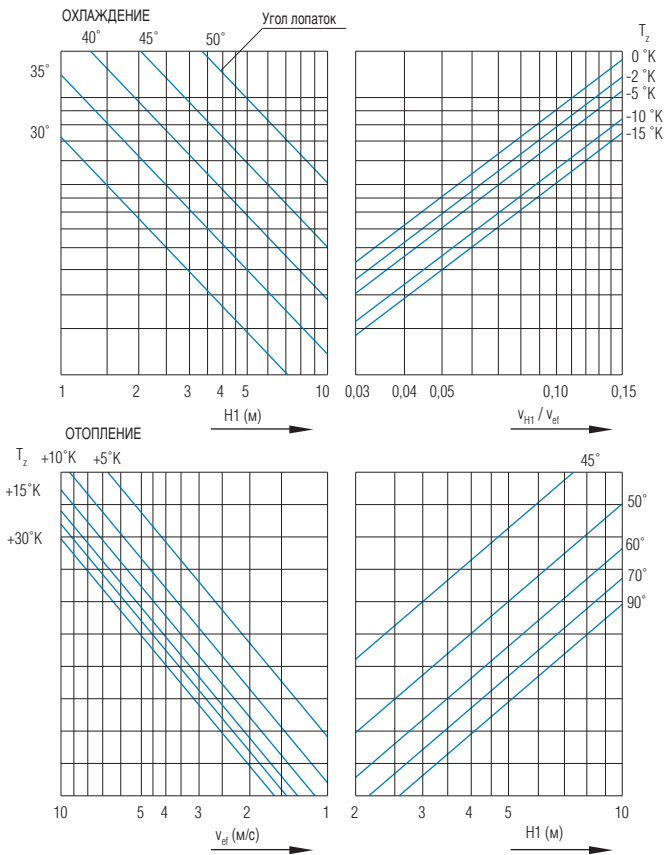 ОХЛАЖДЕНИЕ
40˚ 45˚ 50˚ Угол лопаток
35˚
30˚
T z
0 ˚K
-2 ˚K
-5 ˚K
-10 ˚K
-15 ˚K
1 2 3 4 5 10
H1 (м)
0,03 0,04 0,05 0,10 0,15
v H1 / v ef
ОТОПЛЕНИЕ
T z +10˚K +5˚K
+15˚K
+30˚K
45˚
50˚
60˚
70˚
90˚
10 5 4 3 2 1
v ef (м/с)
2 3 4 5 10
H1 (м)